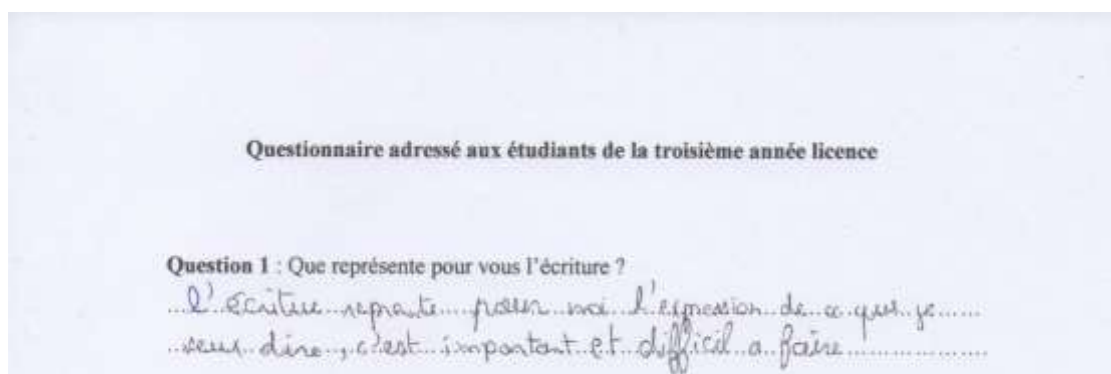 Questionnaire adressé aux étudiants de la troisième année licence
Question 1 : Que représente pour vous l'écriture ?
l'écriture pour moi l'expression de ce que je
veux dire, c'est important et difficil a faire